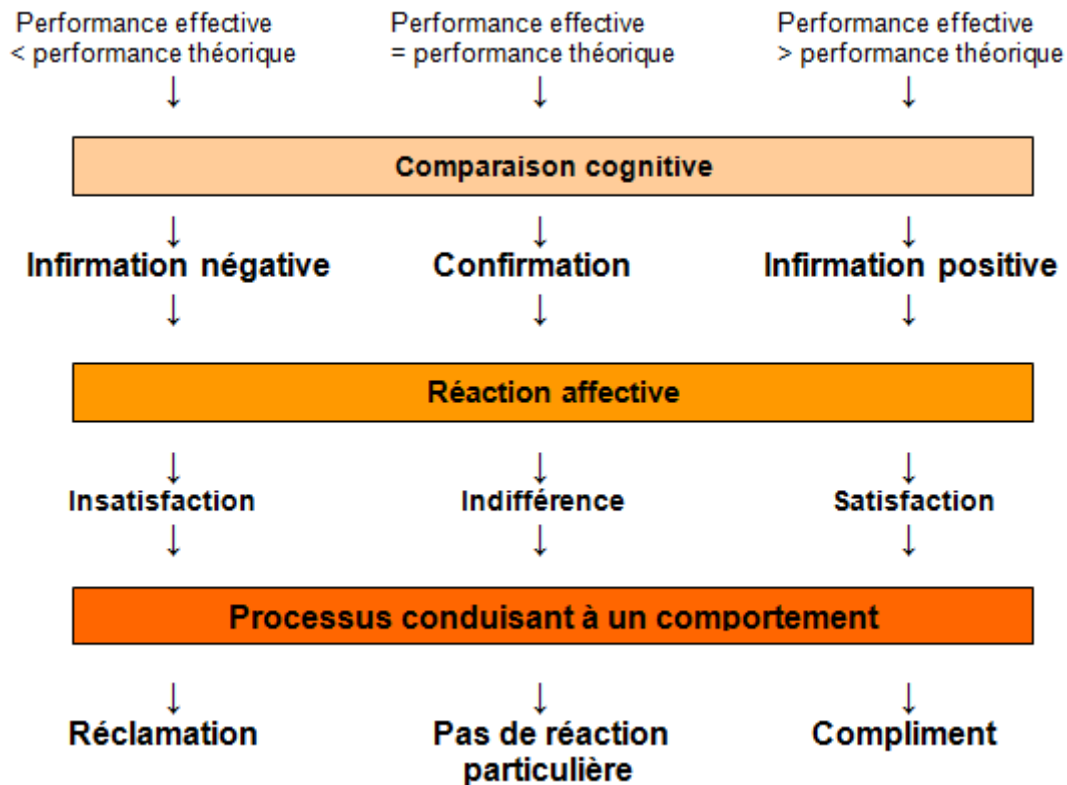 Performance effective Performance effective Performance effective
< performance théorique = performance théorique > performance théorique
↓ ↓ ↓
Comparaison cognitive
↓ ↓ ↓
Infirmation négative Confirmation Infirmation positive
↓ ↓ ↓
Réaction affective
↓ ↓ ↓
Insatisfaction Indifférence Satisfaction
↓ ↓ ↓
Processus conduisant à un comportement
↓ ↓ ↓
Réclamation Pas de réaction Compliment
particulière